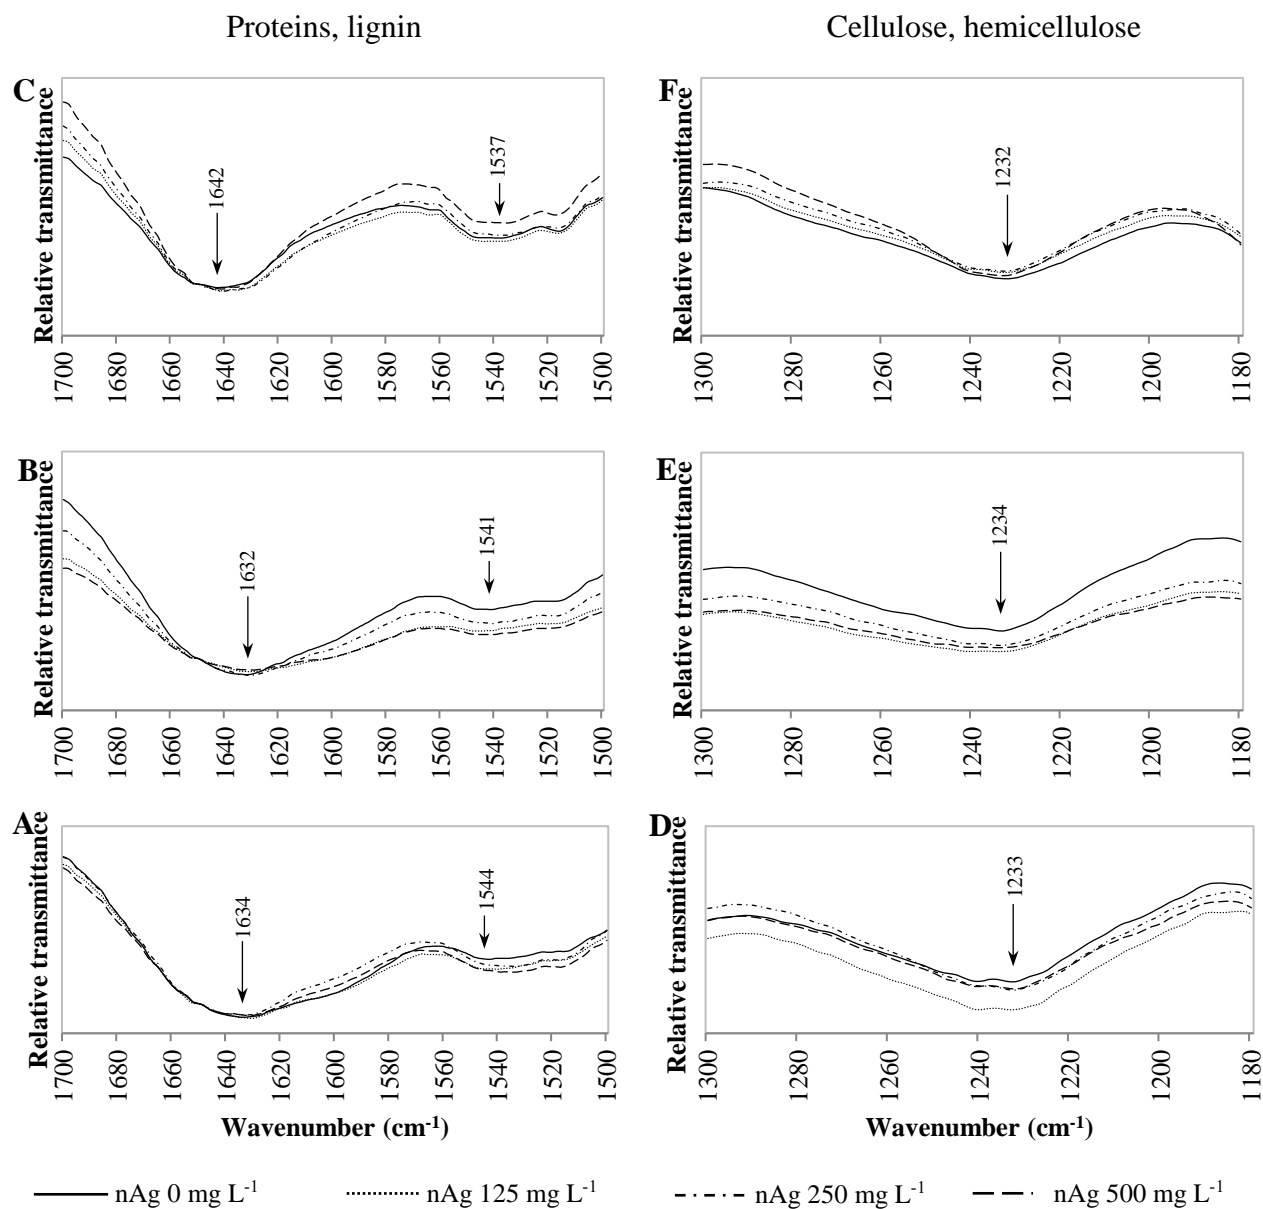 Proteins, lignin
Cellulose, hemicellulose
C
Relative transmittance
1642
1537
1700 1680 1660 1640 1620 1600 1580 1560 1540 1520 1500
F
Relative transmittance
1232
1300 1280 1260 1240 1220 1200 1180
B
Relative transmittance
1632
1541
1700 1680 1660 1640 1620 1600 1580 1560 1540 1520 1500
E
Relative transmittance
1234
1300 1280 1260 1240 1220 1200 1180
A
Relative transmittance
1634
1544
1700 1680 1660 1640 1620 1600 1580 1560 1540 1520 1500
Wavenumber (cm⁻¹)
D
Relative transmittance
1233
1300 1280 1260 1240 1220 1200 1180
Wavenumber (cm⁻¹)
nAg 0 mg L⁻¹ nAg 125 mg L⁻¹ nAg 250 mg L⁻¹ nAg 500 mg L⁻¹